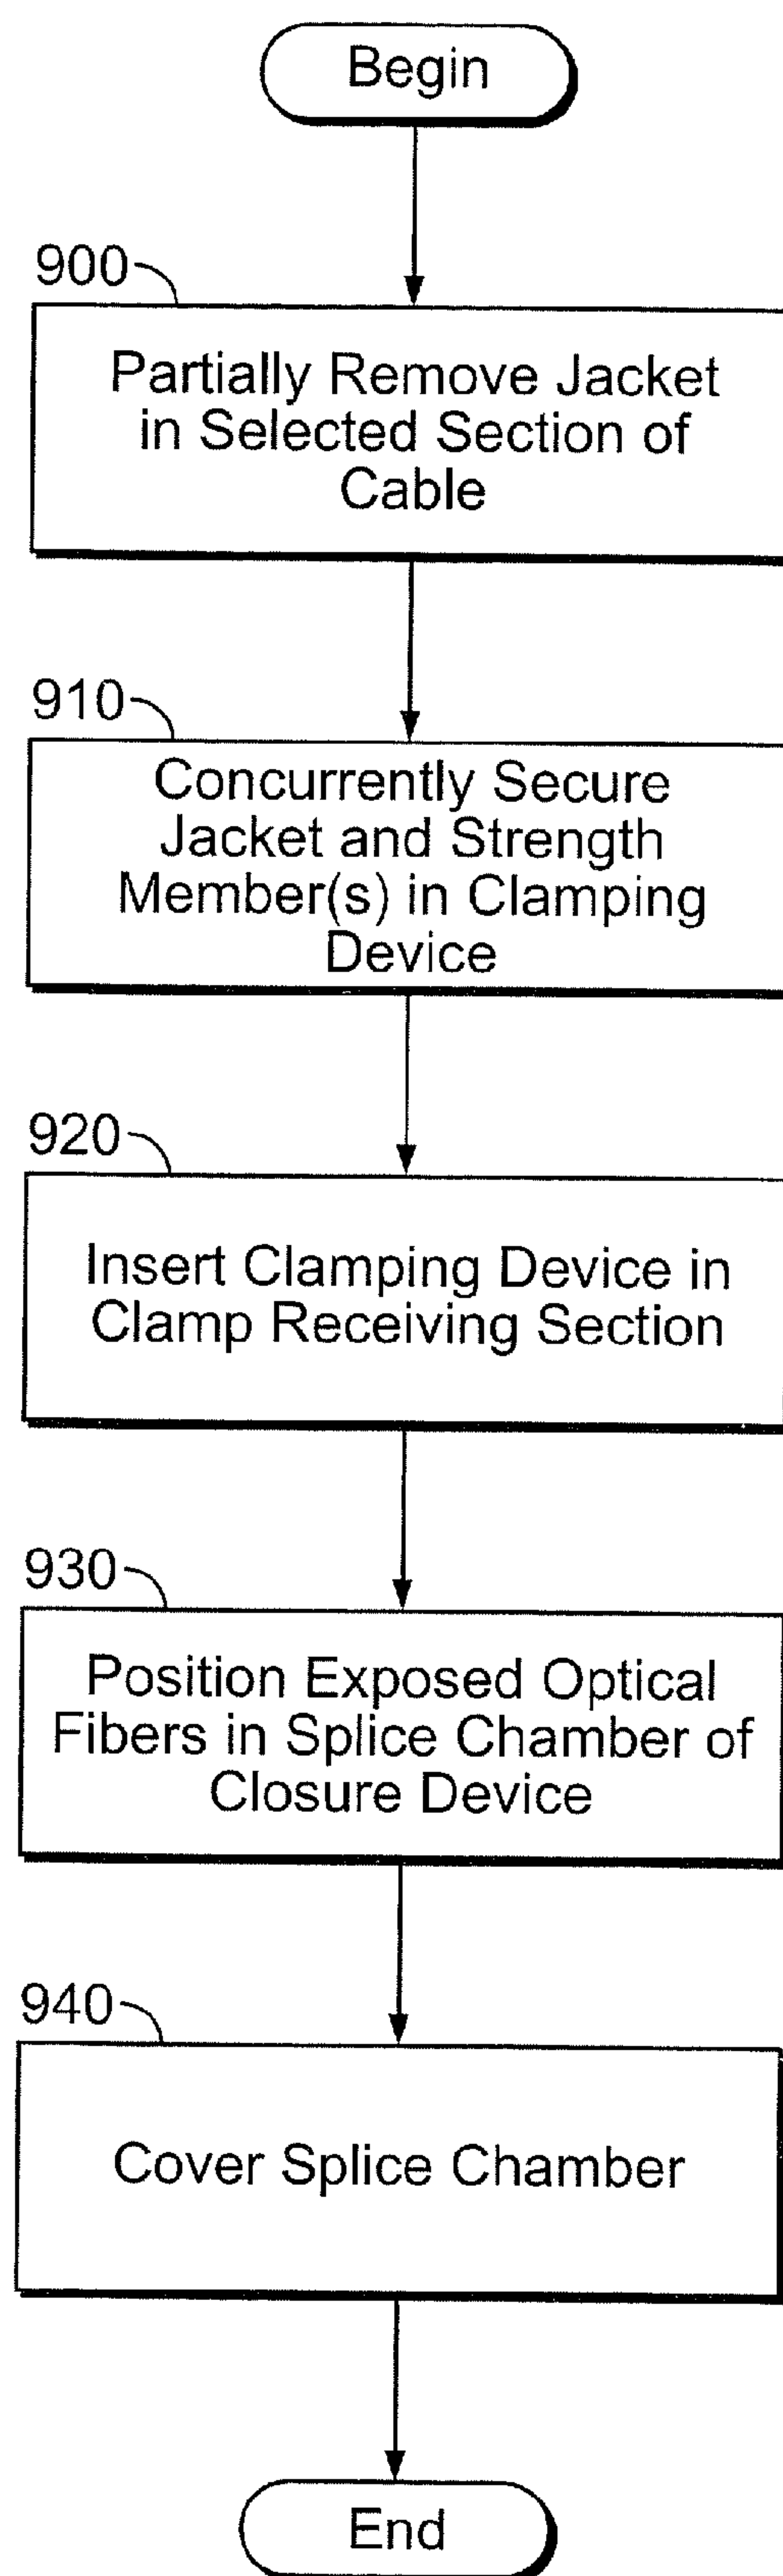 Begin
900
Partially Remove Jacket
in Selected Section of
Cable
910
Concurrently Secure
Jacket and Strength
Member(s) in Clamping
Device
920
Insert Clamping Device in
Clamp Receiving Section
930
Position Exposed Optical
Fibers in Splice Chamber of
Closure Device
940
Cover Splice Chamber
End